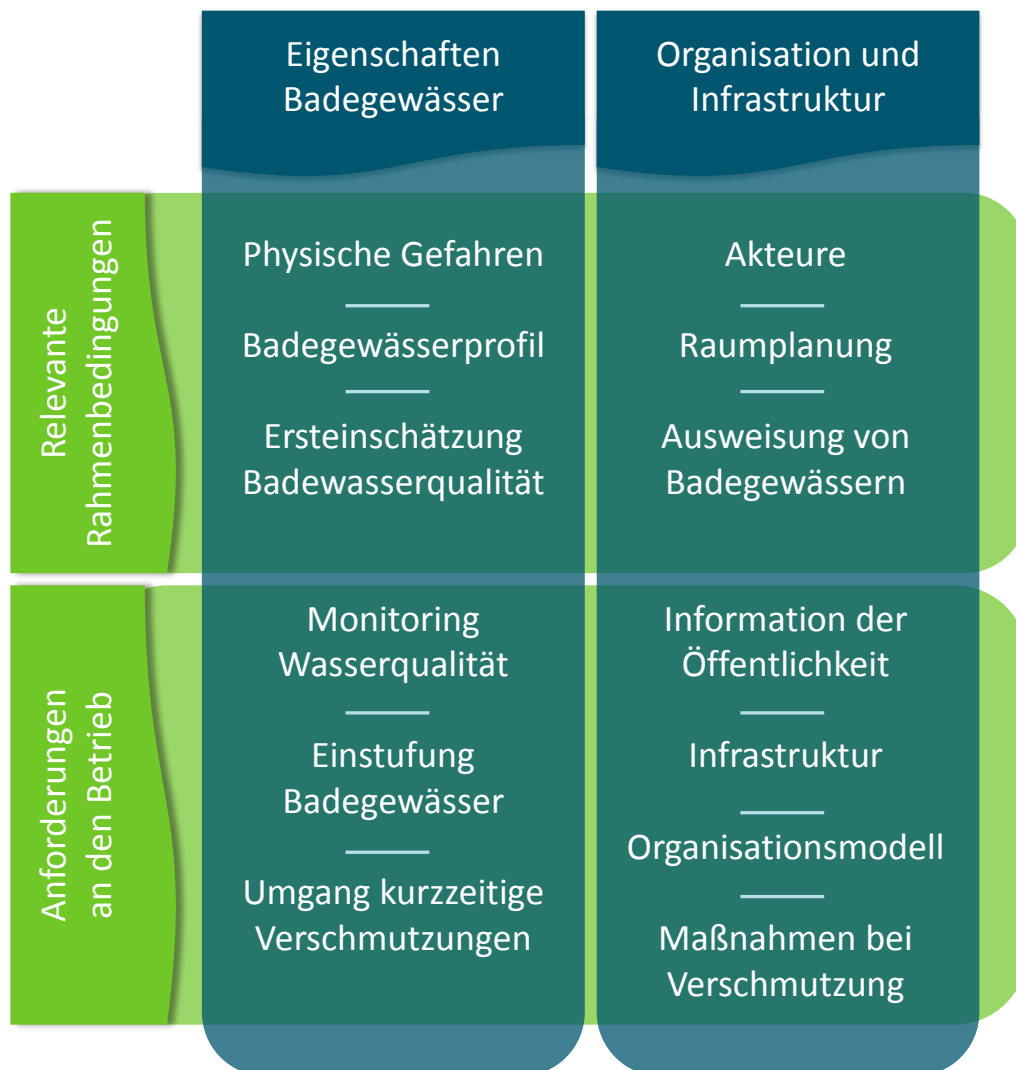 Eigenschaften
Badegewässer
Organisation und
Infrastruktur
Relevante
Rahmenbedingungen
Physische Gefahren
Badegewässerprofil
Ersteinschätzung
Badewasserqualität
Akteure
Raumplanung
Ausweisung von
Badegewässern
Anforderungen
an den Betrieb
Monitoring
Wasserqualität
Einstufung
Badegewässer
Umgang kurzzeitige
Verschmutzungen
Information der
Öffentlichkeit
Infrastruktur
Organisationsmodell
Maßnahmen bei
Verschmutzung